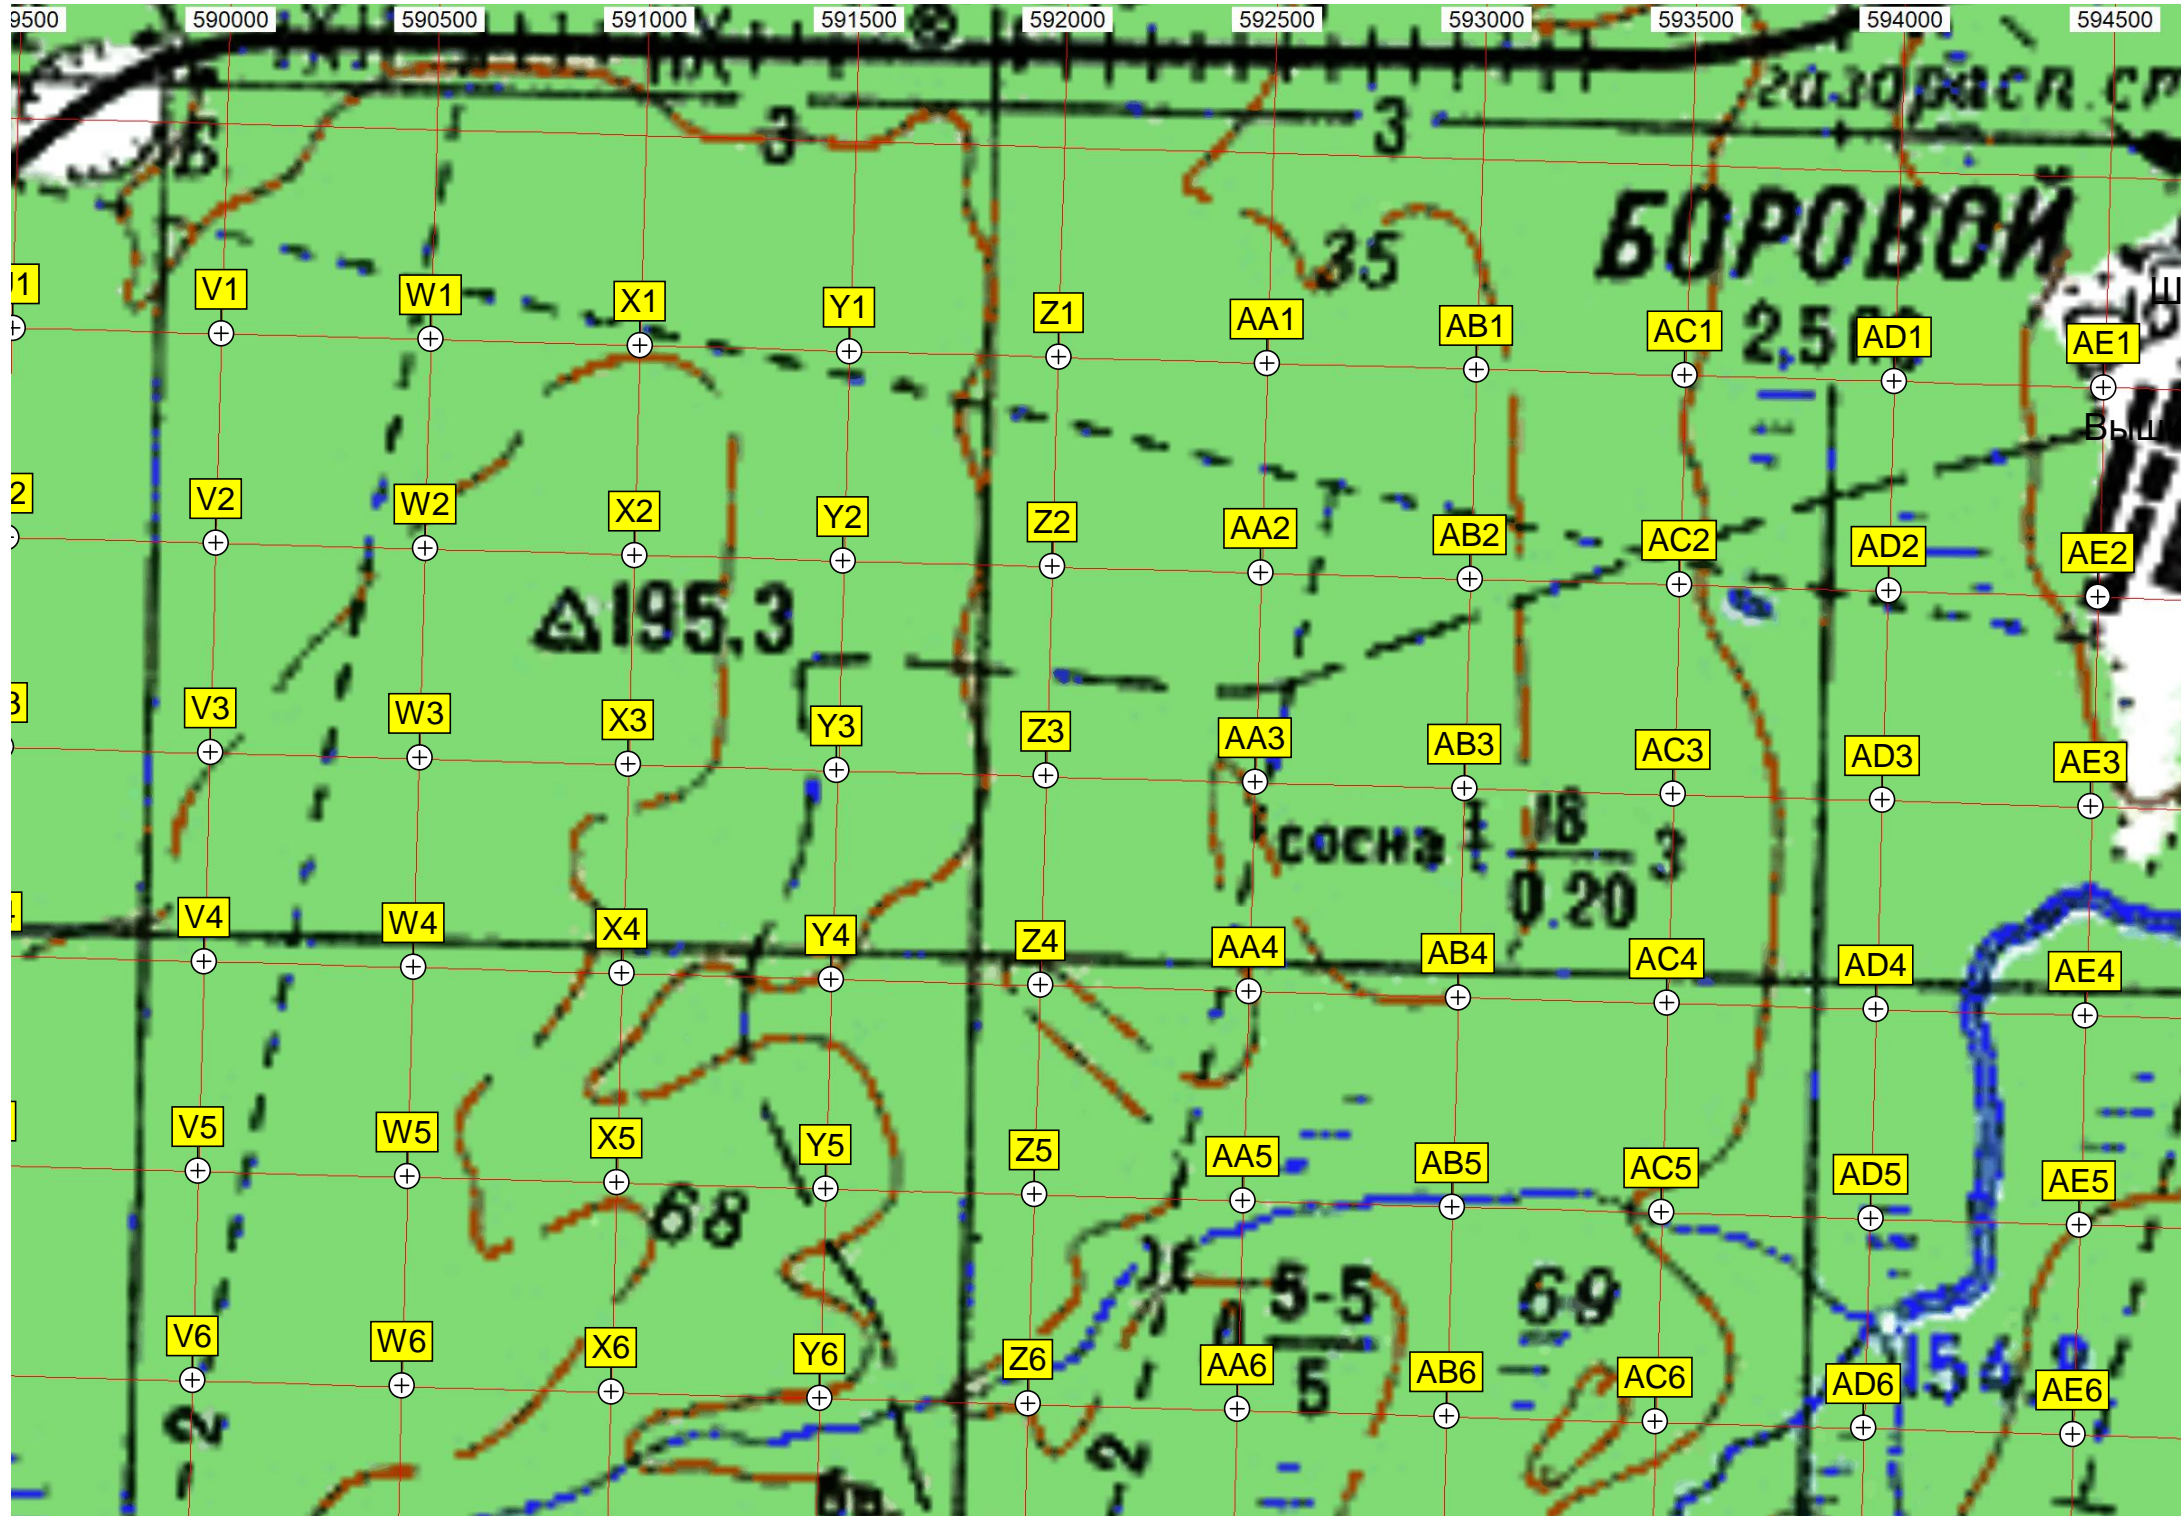 9500 590000 590500 591000 591500 592000 592500 593000 593500 594000 594500
газорасп. ст
Б 3 3
БОРОВОЙ
35
V1 W1 X1 Y1 Z1 AA1 AB1 AC1 AD1 AE1
Выш
2 V2 W2 X2 Y2 Z2 AA2 AB2 AC2 AD2 AE2
195,3
V3 W3 X3 Y3 Z3 AA3 AB3 AC3 AD3 AE3
сосна 18 3
0.20
V4 W4 X4 Y4 Z4 AA4 AB4 AC4 AD4 AE4
V5 W5 X5 Y5 Z5 AA5 AB5 AC5 AD5 AE5
68
5-5 69
5
V6 W6 X6 Y6 Z6 AA6 AB6 AC6 AD6 AE6
2 2